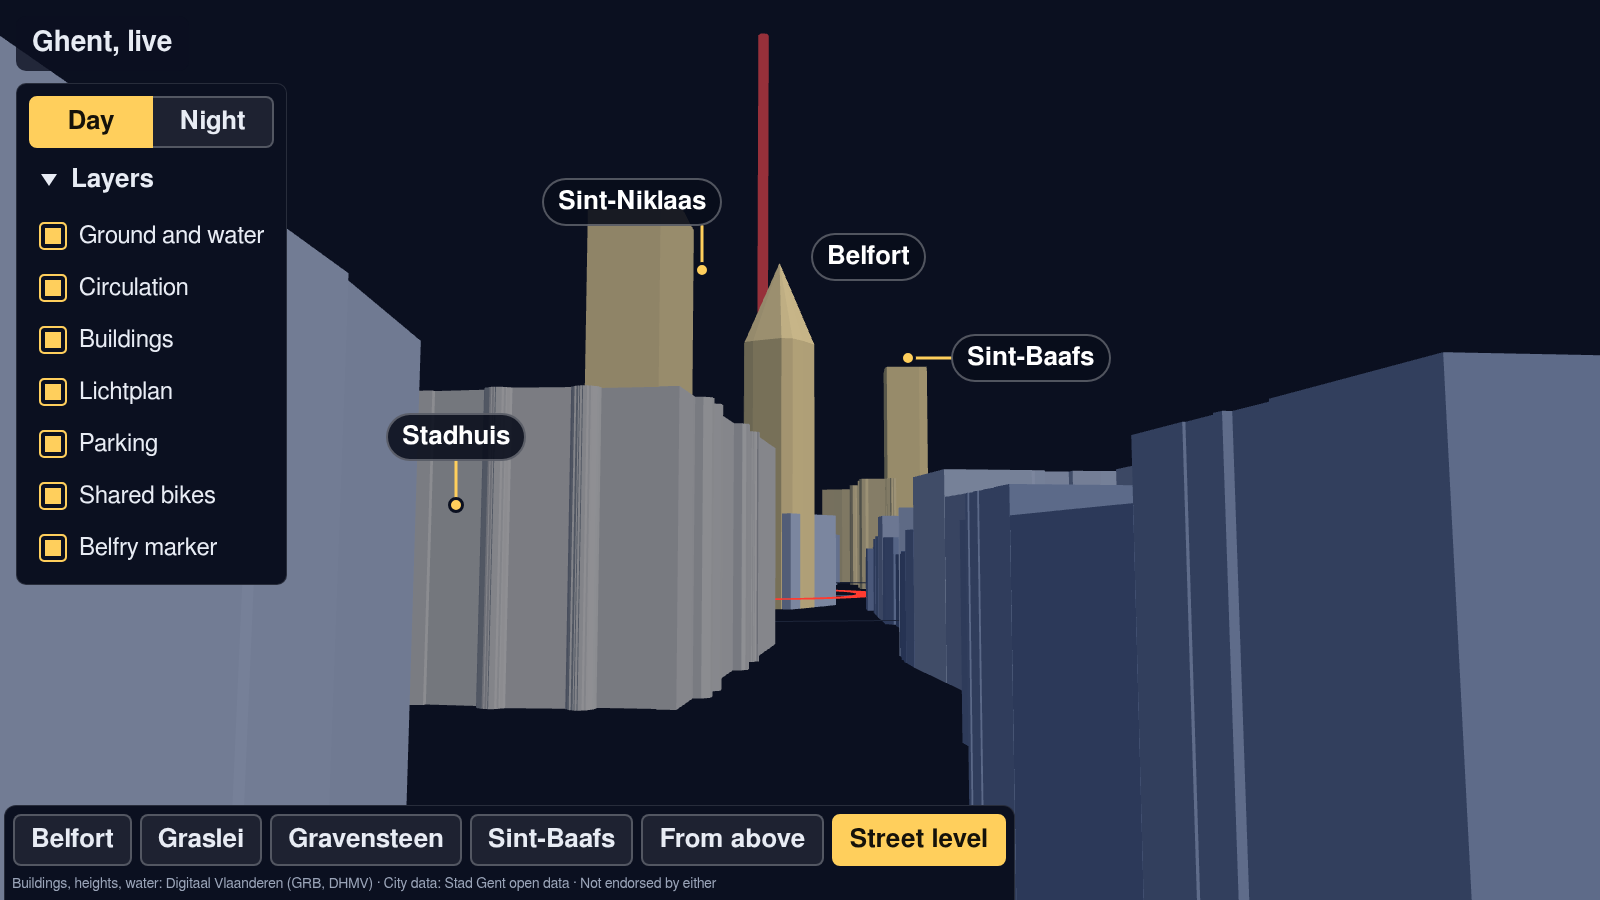 Ghent, live
Day
Night
Layers
Ground and water
Circulation
Buildings
Lichtplan
Parking
Shared bikes
Belfry marker
Sint-Niklaas
Belfort
Sint-Baafs
Stadhuis
Belfort
Graslei
Gravensteen
Sint-Baafs
From above
Street level
Buildings, heights, water: Digitaal Vlaanderen (GRB, DHMV) · City data: Stad Gent open data · Not endorsed by either